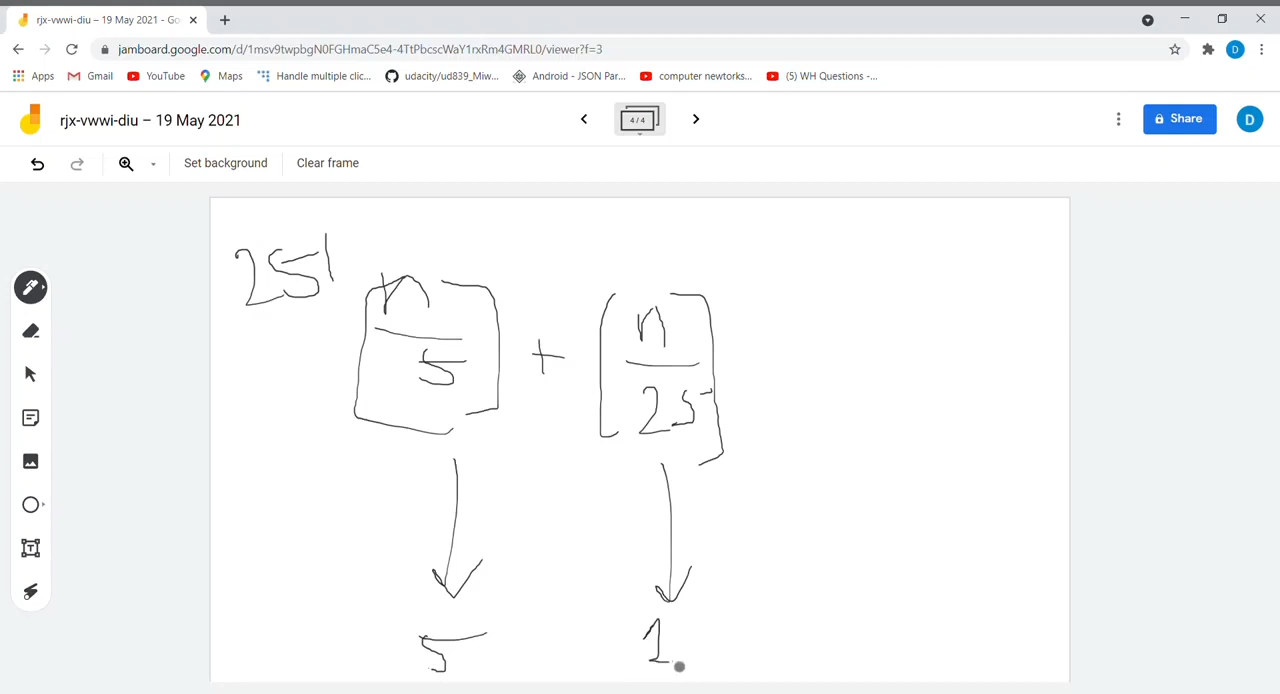 rjx-vwwi-diu – 19 May 2021 - Go
jamboard.google.com/d/1msv9twpbgN0FGHmaC5e4-4TtPbcscWaY1rxRm4GMRL0/viewer?f=3
D
Apps Gmail YouTube Maps Handle multiple clic... udacity/ud839_Miw... Android - JSON Par... computer newtorks... (5) WH Questions -...
rjx-vwwi-diu – 19 May 2021
4 / 4
Share
D
Set background
Clear frame
25!
[n/5] + [n/25]
5 1